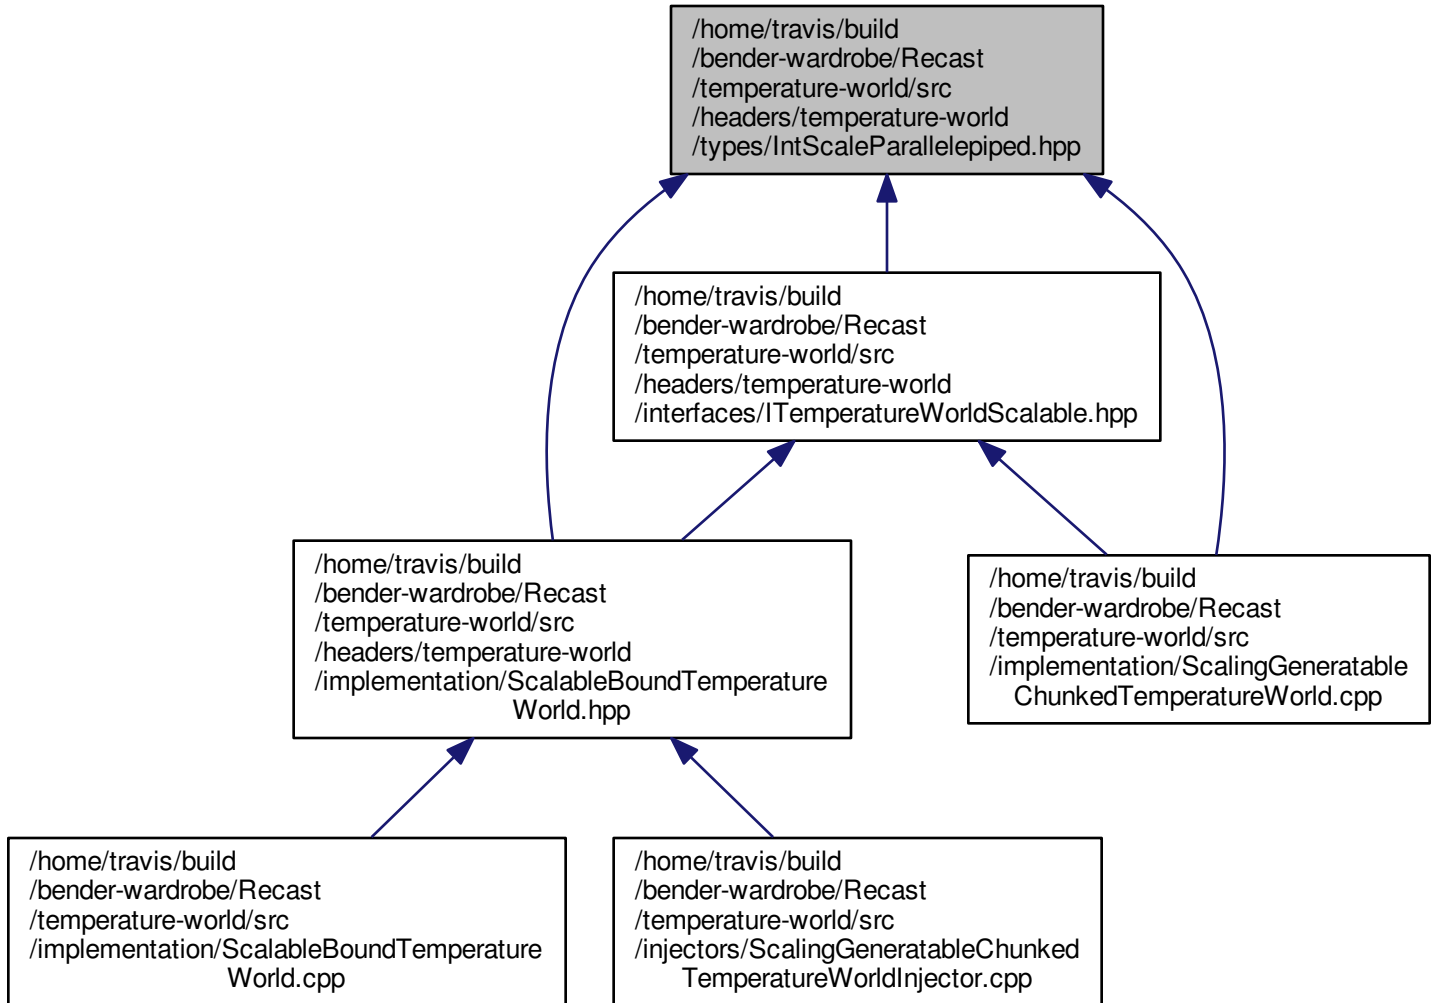 /home/travis/build
/bender-wardrobe/Recast
/temperature-world/src
/headers/temperature-world
/types/IntScaleParallelepiped.hpp
/home/travis/build
/bender-wardrobe/Recast
/temperature-world/src
/headers/temperature-world
/interfaces/ITemperatureWorldScalable.hpp
/home/travis/build
/bender-wardrobe/Recast
/temperature-world/src
/headers/temperature-world
/implementation/ScalableBoundTemperature
World.hpp
/home/travis/build
/bender-wardrobe/Recast
/temperature-world/src
/implementation/ScalingGeneratable
ChunkedTemperatureWorld.cpp
/home/travis/build
/bender-wardrobe/Recast
/temperature-world/src
/implementation/ScalableBoundTemperature
World.cpp
/home/travis/build
/bender-wardrobe/Recast
/temperature-world/src
/injectors/ScalingGeneratableChunked
TemperatureWorldInjector.cpp